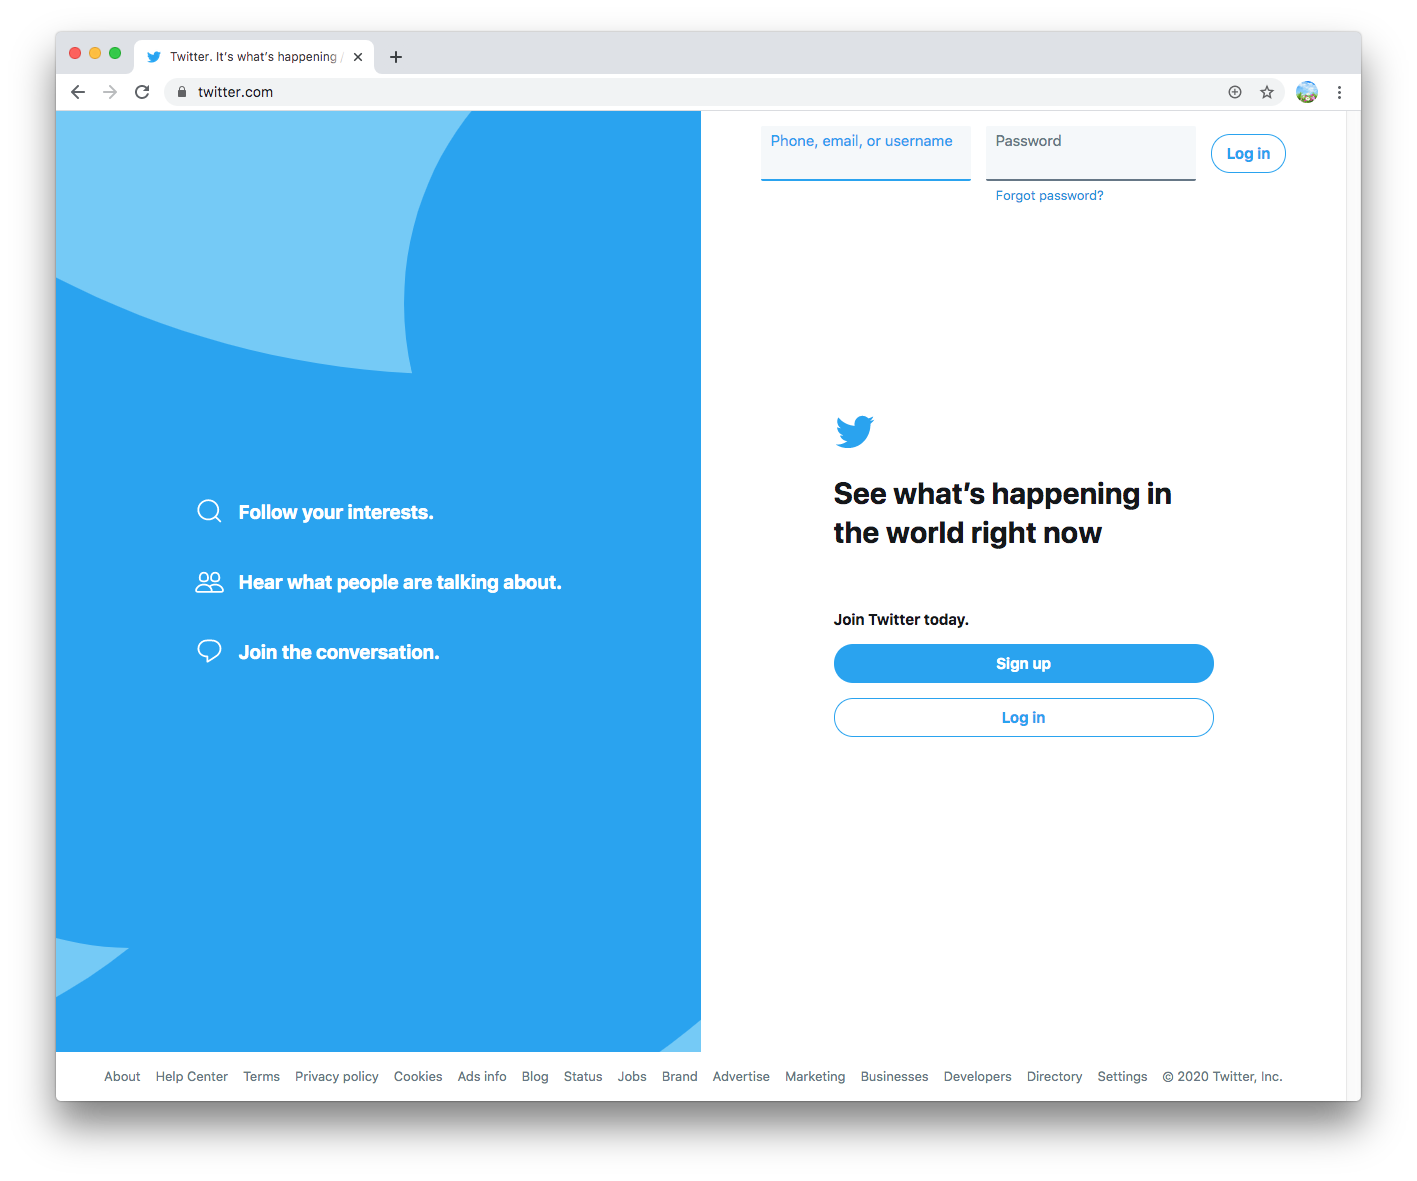 Twitter. It's what's happening /
twitter.com
Phone, email, or username
Password
Log in
Forgot password?
Follow your interests.
Hear what people are talking about.
Join the conversation.
See what's happening in
the world right now
Join Twitter today.
Sign up
Log in
About Help Center Terms Privacy policy Cookies Ads info Blog Status Jobs Brand Advertise Marketing Businesses Developers Directory Settings © 2020 Twitter, Inc.